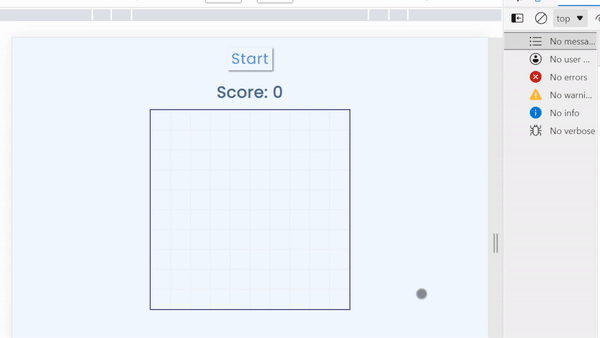 top
Start
Score: 0
No messa...
No user ...
No errors
No warni...
No info
No verbose